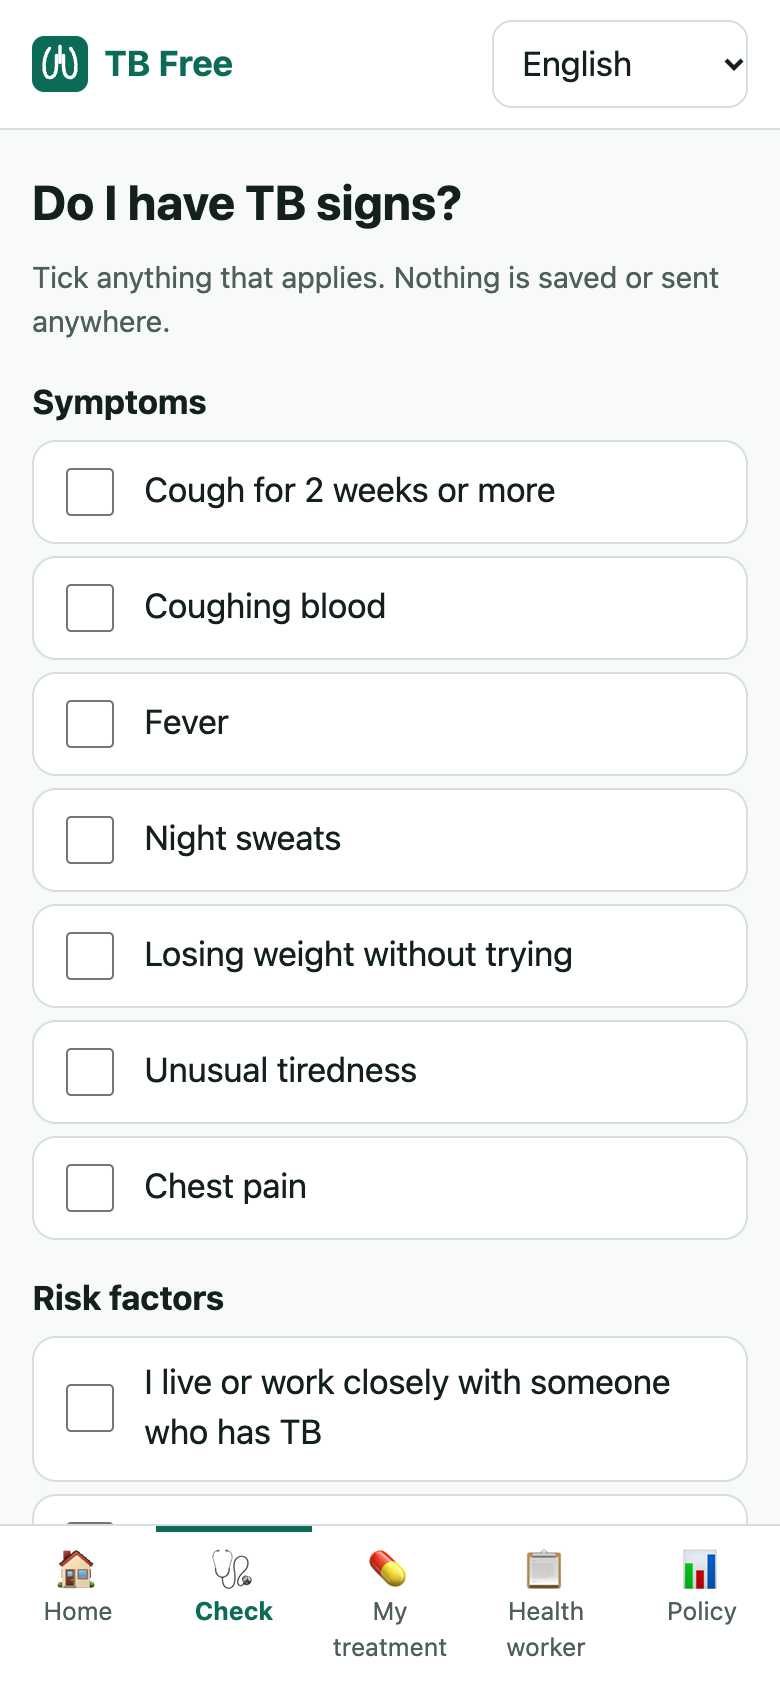 TB Free
English
Do I have TB signs?
Tick anything that applies. Nothing is saved or sent
anywhere.
Symptoms
Cough for 2 weeks or more
Coughing blood
Fever
Night sweats
Losing weight without trying
Unusual tiredness
Chest pain
Risk factors
I live or work closely with someone
who has TB
Home
Check
My
treatment
Health
worker
Policy